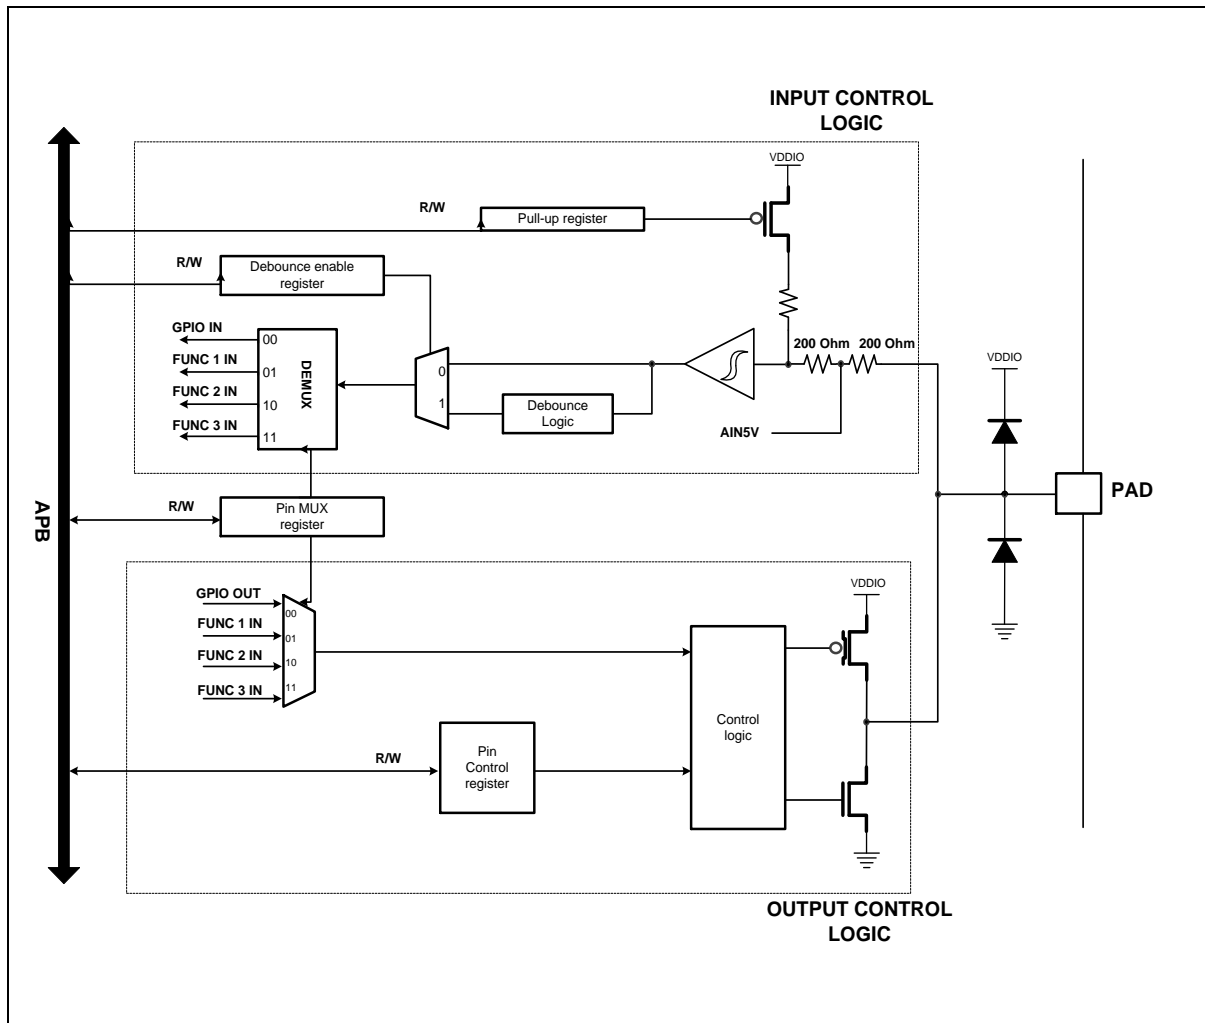 INPUT CONTROL
LOGIC
VDDIO
R/W
Pull-up register
R/W
Debounce enable
register
GPIO IN
00
FUNC 1 IN
01
FUNC 2 IN
10
FUNC 3 IN
11
DEMUX
0
1
Debounce
Logic
200 Ohm
200 Ohm
AIN5V
VDDIO
PAD
APB
R/W
Pin MUX
register
GPIO OUT
00
FUNC 1 IN
01
FUNC 2 IN
10
FUNC 3 IN
11
VDDIO
Control
logic
R/W
Pin
Control
register
OUTPUT CONTROL
LOGIC